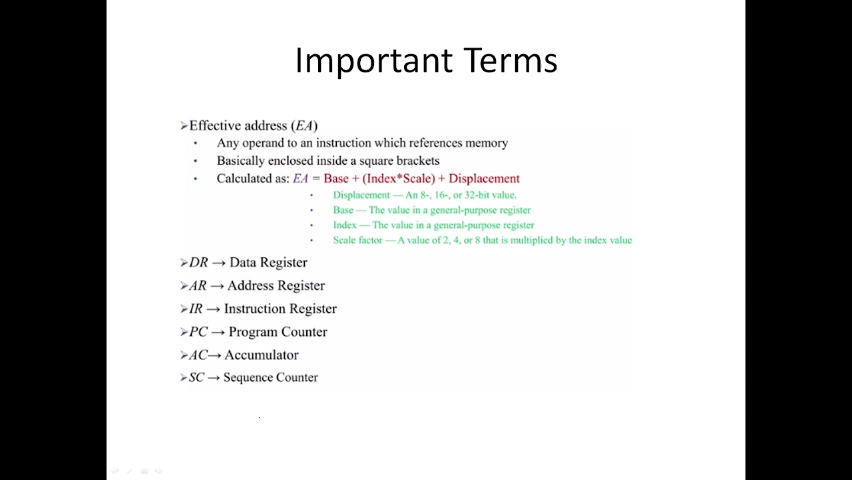 Important Terms
➢Effective address (EA)
• Any operand to an instruction which references memory
• Basically enclosed inside a square brackets
• Calculated as: EA = Base + (Index*Scale) + Displacement
• Displacement — An 8-, 16-, or 32-bit value.
• Base — The value in a general-purpose register
• Index — The value in a general-purpose register
• Scale factor — A value of 2, 4, or 8 that is multiplied by the index value
➢DR → Data Register
➢AR → Address Register
➢IR → Instruction Register
➢PC → Program Counter
➢AC→ Accumulator
➢SC → Sequence Counter